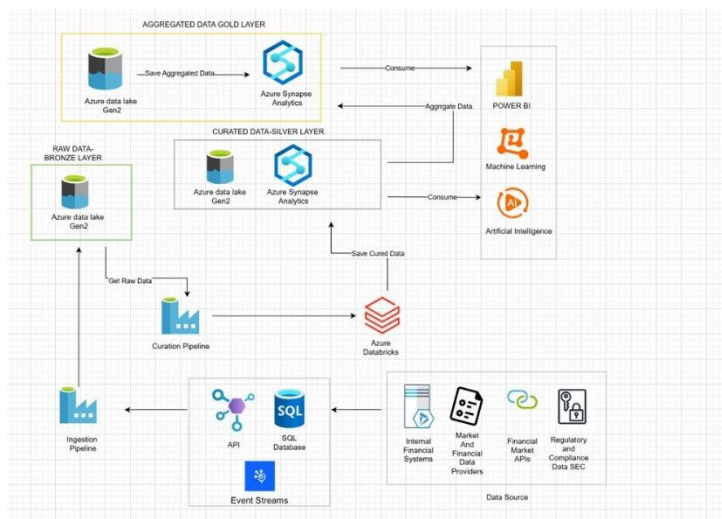 AGGREGATED DATA GOLD LAYER
Save Aggregated Data
Azure data lake
Gen2
Azure Synapse
Analytics
Consume
POWER BI
Aggrgate Data
CURATED DATA-SILVER LAYER
Azure data lake
Gen2
Azure Synapse
Analytics
Consume
Machine Learning
AI
Artificial Intelligence
RAW DATA-
BRONZE LAYER
Azure data lake
Gen2
Get Raw Data
Save Cured Data
Curation Pipeline
Azure
Databricks
Ingestion
Pipeline
API
SQL
SQL
Database
Event Streams
Internal
Financial
Systems
Market
And
Financial
Data
Providers
Financial
Market
APIs
Regulatory
and
Compliance
Data SEC
Data Source